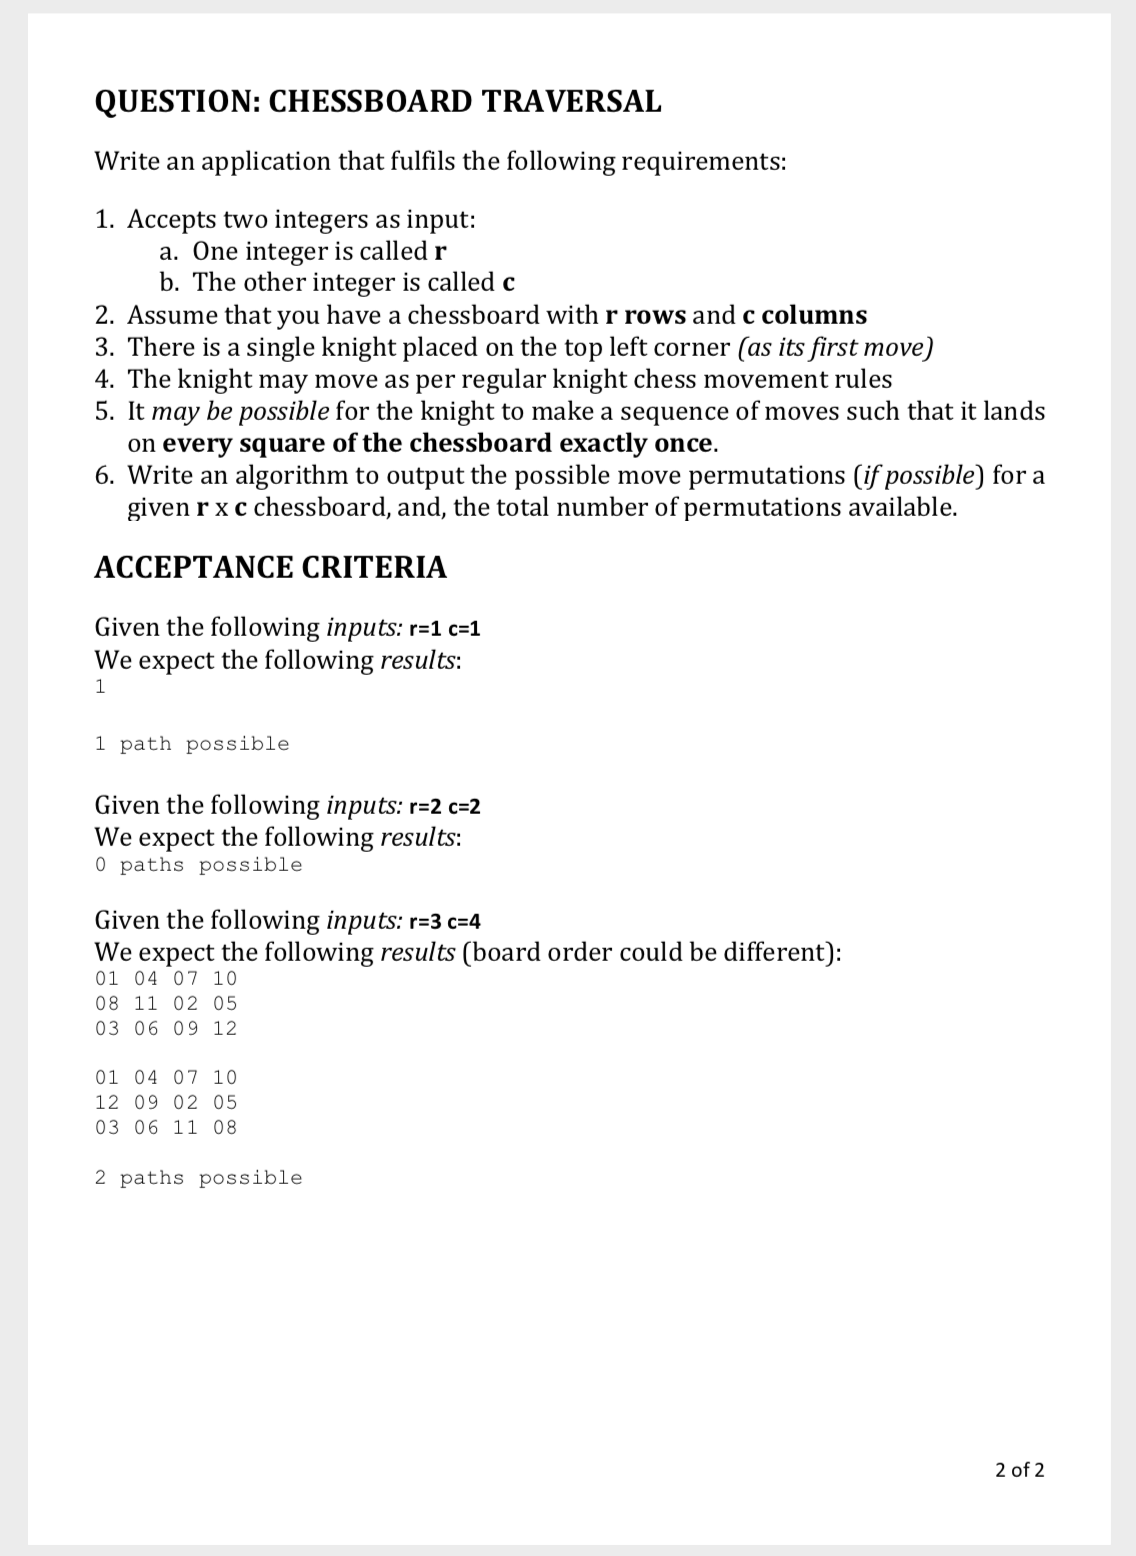 QUESTION: CHESSBOARD TRAVERSAL
Write an application that fulfils the following requirements:
1. Accepts two integers as input:
a. One integer is called r
b. The other integer is called c
2. Assume that you have a chessboard with r rows and c columns
3. There is a single knight placed on the top left corner (as its first move)
4. The knight may move as per regular knight chess movement rules
5. It may be possible for the knight to make a sequence of moves such that it lands
on every square of the chessboard exactly once.
6. Write an algorithm to output the possible move permutations (if possible) for a
given r x c chessboard, and, the total number of permutations available.
ACCEPTANCE CRITERIA
Given the following inputs: r=1 c=1
We expect the following results:
1
1 path possible
Given the following inputs: r=2 c=2
We expect the following results:
0 paths possible
Given the following inputs: r=3 c=4
We expect the following results (board order could be different):
01 04 07 10
08 11 02 05
03 06 09 12
01 04 07 10
12 09 02 05
03 06 11 08
2 paths possible
2 of 2